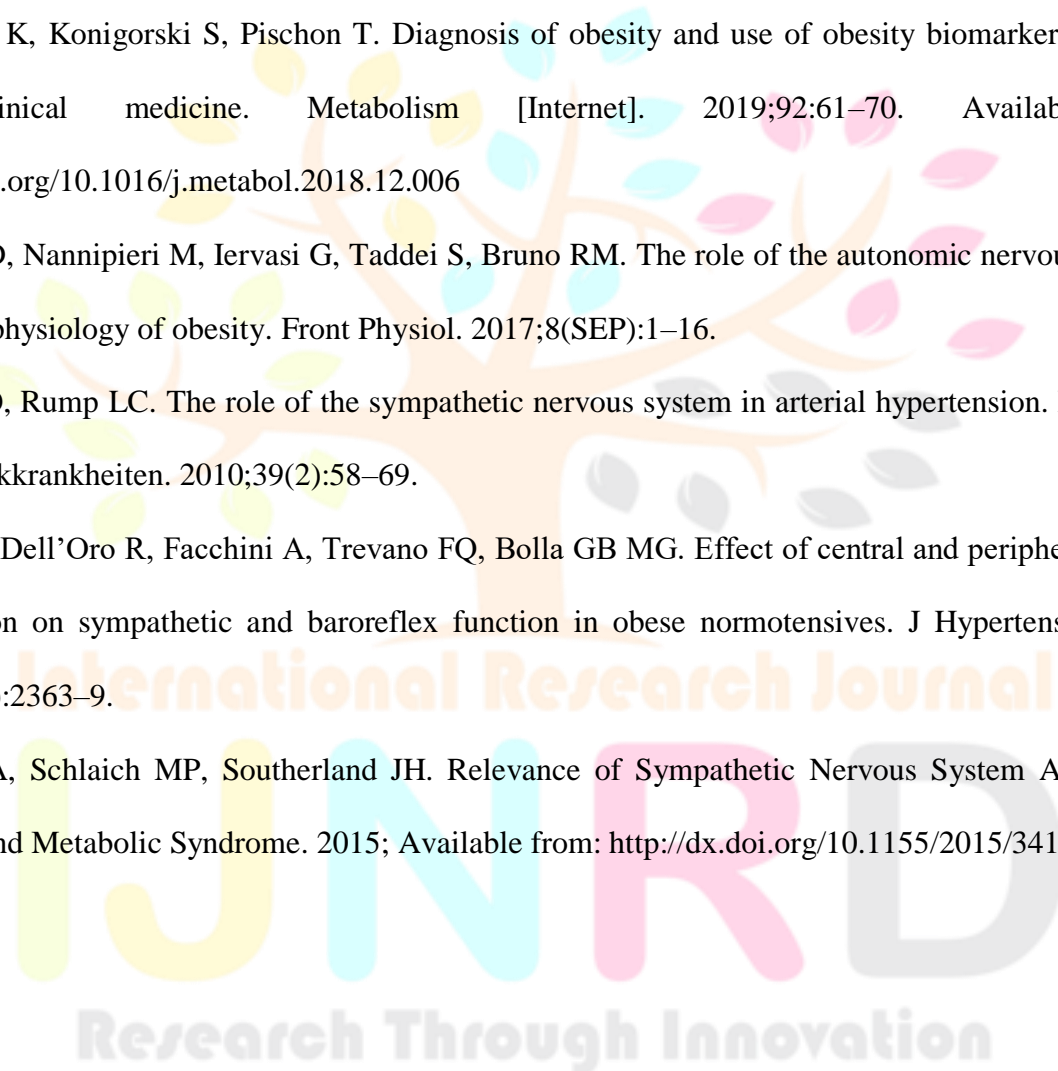 K, Konigorski S, Pischon T. Diagnosis of obesity and use of obesity biomarker
inical medicine. Metabolism [Internet]. 2019;92:61–70. Availab
.org/10.1016/j.metabol.2018.12.006
, Nannipieri M, Iervasi G, Taddei S, Bruno RM. The role of the autonomic nervou
physiology of obesity. Front Physiol. 2017;8(SEP):1–16.
, Rump LC. The role of the sympathetic nervous system in arterial hypertension.
kkrankheiten. 2010;39(2):58–69.
Dell’Oro R, Facchini A, Trevano FQ, Bolla GB MG. Effect of central and periphe
on on sympathetic and baroreflex function in obese normotensives. J Hypertens
:2363–9.
A, Schlaich MP, Southerland JH. Relevance of Sympathetic Nervous System A
nd Metabolic Syndrome. 2015; Available from: http://dx.doi.org/10.1155/2015/341
International Research Journal
IJNRD
Research Through Innovation